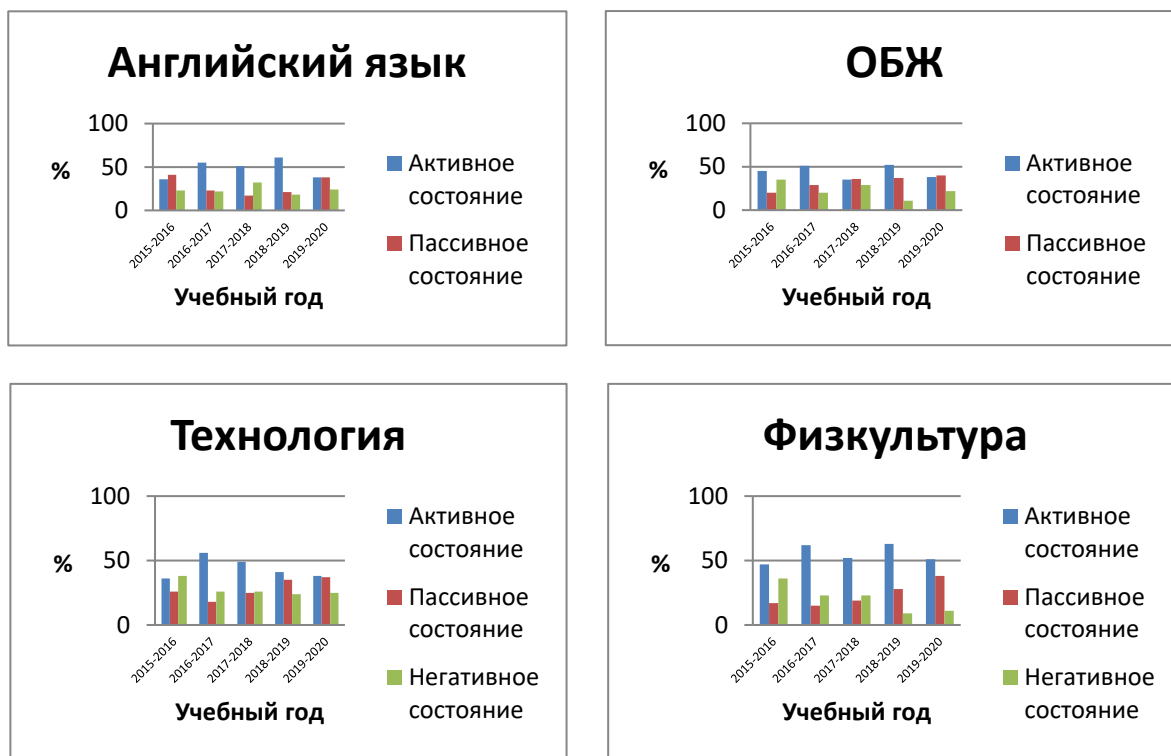 Английский язык
100
50
0
%
2015-2016
2016-2017
2017-2018
2018-2019
2019-2020
Учебный год
Активное
состояние
Пассивное
состояние
ОБЖ
100
50
0
%
2015-2016
2016-2017
2017-2018
2018-2019
2019-2020
Учебный год
Активное
состояние
Пассивное
состояние
Технология
100
50
0
%
2015-2016
2016-2017
2017-2018
2018-2019
2019-2020
Учебный год
Активное
состояние
Пассивное
состояние
Негативное
состояние
Физкультура
100
50
0
%
2015-2016
2016-2017
2017-2018
2018-2019
2019-2020
Учебный год
Активное
состояние
Пассивное
состояние
Негативное
состояние